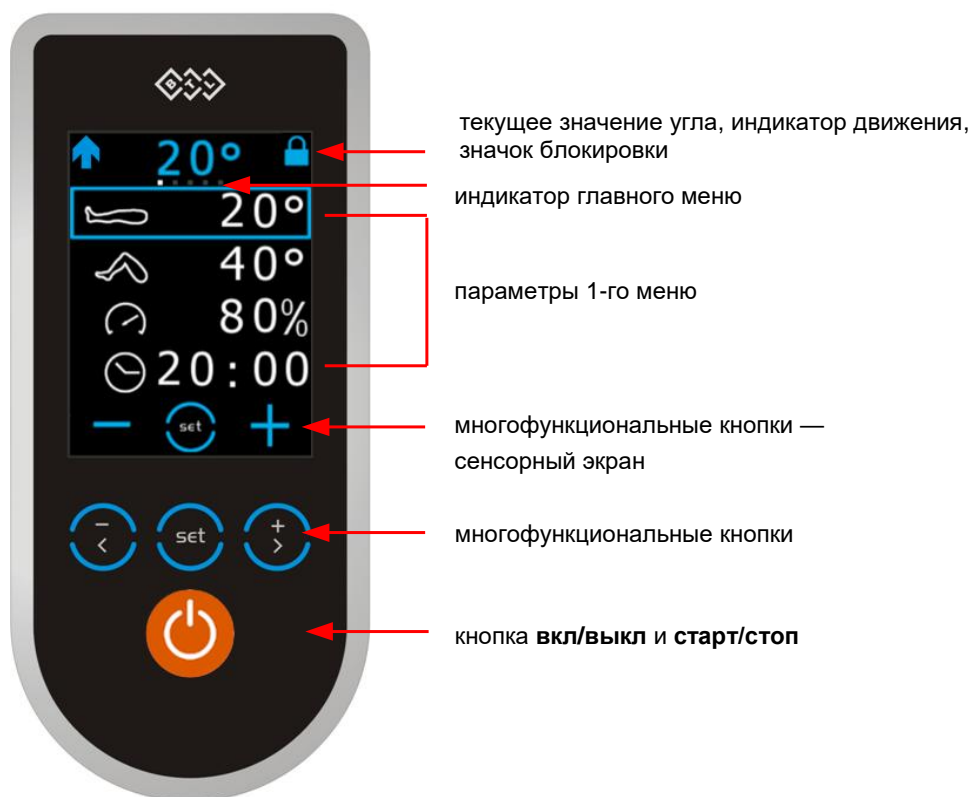 BTL
20°
текущее значение угла, индикатор движения,
значок блокировки
индикатор главного меню
20°
40°
параметры 1-го меню
80%
20:00
− set +
многофункциональные кнопки —
сенсорный экран
− < set + >
многофункциональные кнопки
кнопка вкл/выкл и старт/стоп